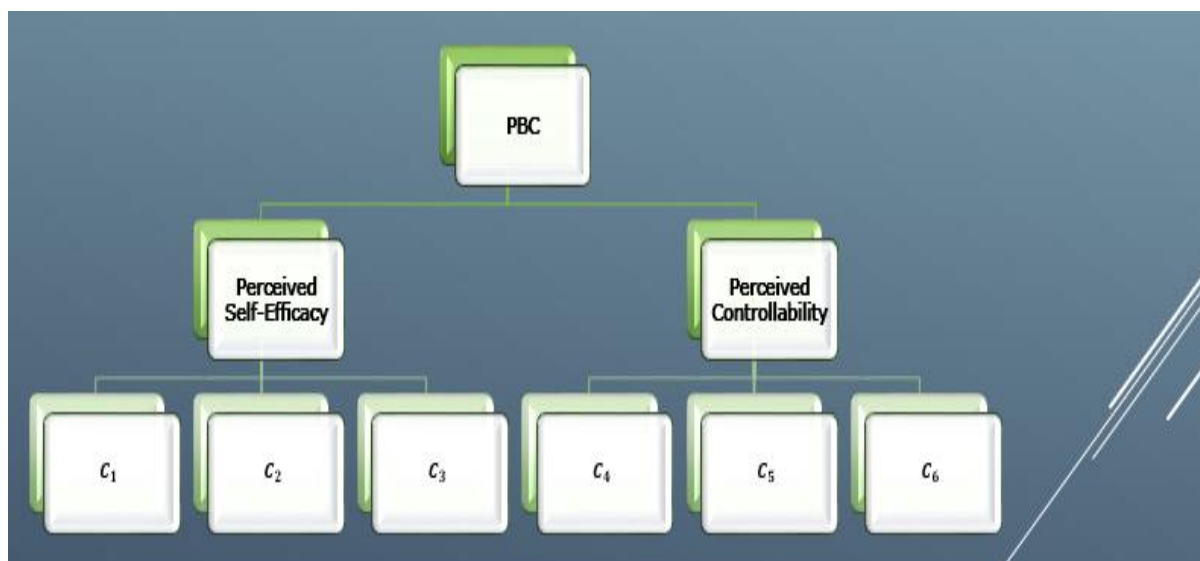 PBC
Perceived
Self-Efficacy
Perceived
Controllability
C₁
C₂
C₃
C₄
C₅
C₆